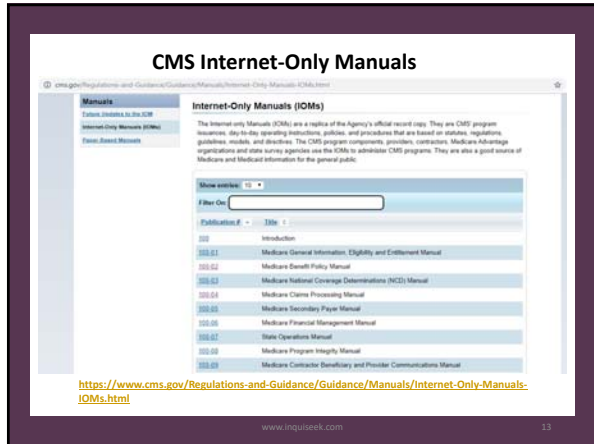 CMS Internet-Only Manuals
cms.gov/Regulations-and-Guidance/Guidance/Manuals/Internet-Only-Manuals-IOMs.html
Manuals
Future Updates to the IOM
Internet-Only Manuals (IOMs)
Paper-Based Manuals
Internet-Only Manuals (IOMs)
The Internet-only Manuals (IOMs) are a replica of the Agency's official record copy. They are CMS' program
issuances, day-to-day operating instructions, policies, and procedures that are based on statutes, regulations,
guidelines, models, and directives. The CMS program components, providers, contractors, Medicare Advantage
organizations and state survey agencies use the IOMs to administer CMS programs. They are also a good source of
Medicare and Medicaid information for the general public.
Show entries: 10
Filter On:
Publication # Title
100 Introduction
100-01 Medicare General Information, Eligibility and Entitlement Manual
100-02 Medicare Benefit Policy Manual
100-03 Medicare National Coverage Determinations (NCD) Manual
100-04 Medicare Claims Processing Manual
100-05 Medicare Secondary Payer Manual
100-06 Medicare Financial Management Manual
100-07 State Operations Manual
100-08 Medicare Program Integrity Manual
100-09 Medicare Contractor Beneficiary and Provider Communications Manual
https://www.cms.gov/Regulations-and-Guidance/Guidance/Manuals/Internet-Only-Manuals-
IOMs.html
www.inquiseek.com 13